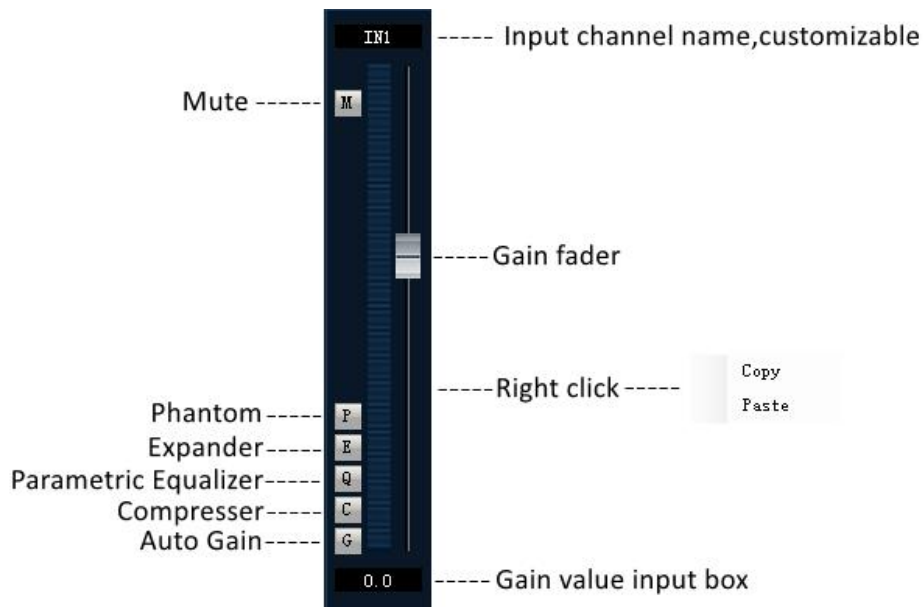 IN1 ----- Input channel name,customizable
Mute ------ M
-----Gain fader
-----Right click ----- Copy
Paste
Phantom ----- P
Expander ----- E
Parametric Equalizer ---- Q
Compresser ----- C
Auto Gain ----- G
0.0 -----Gain value input box